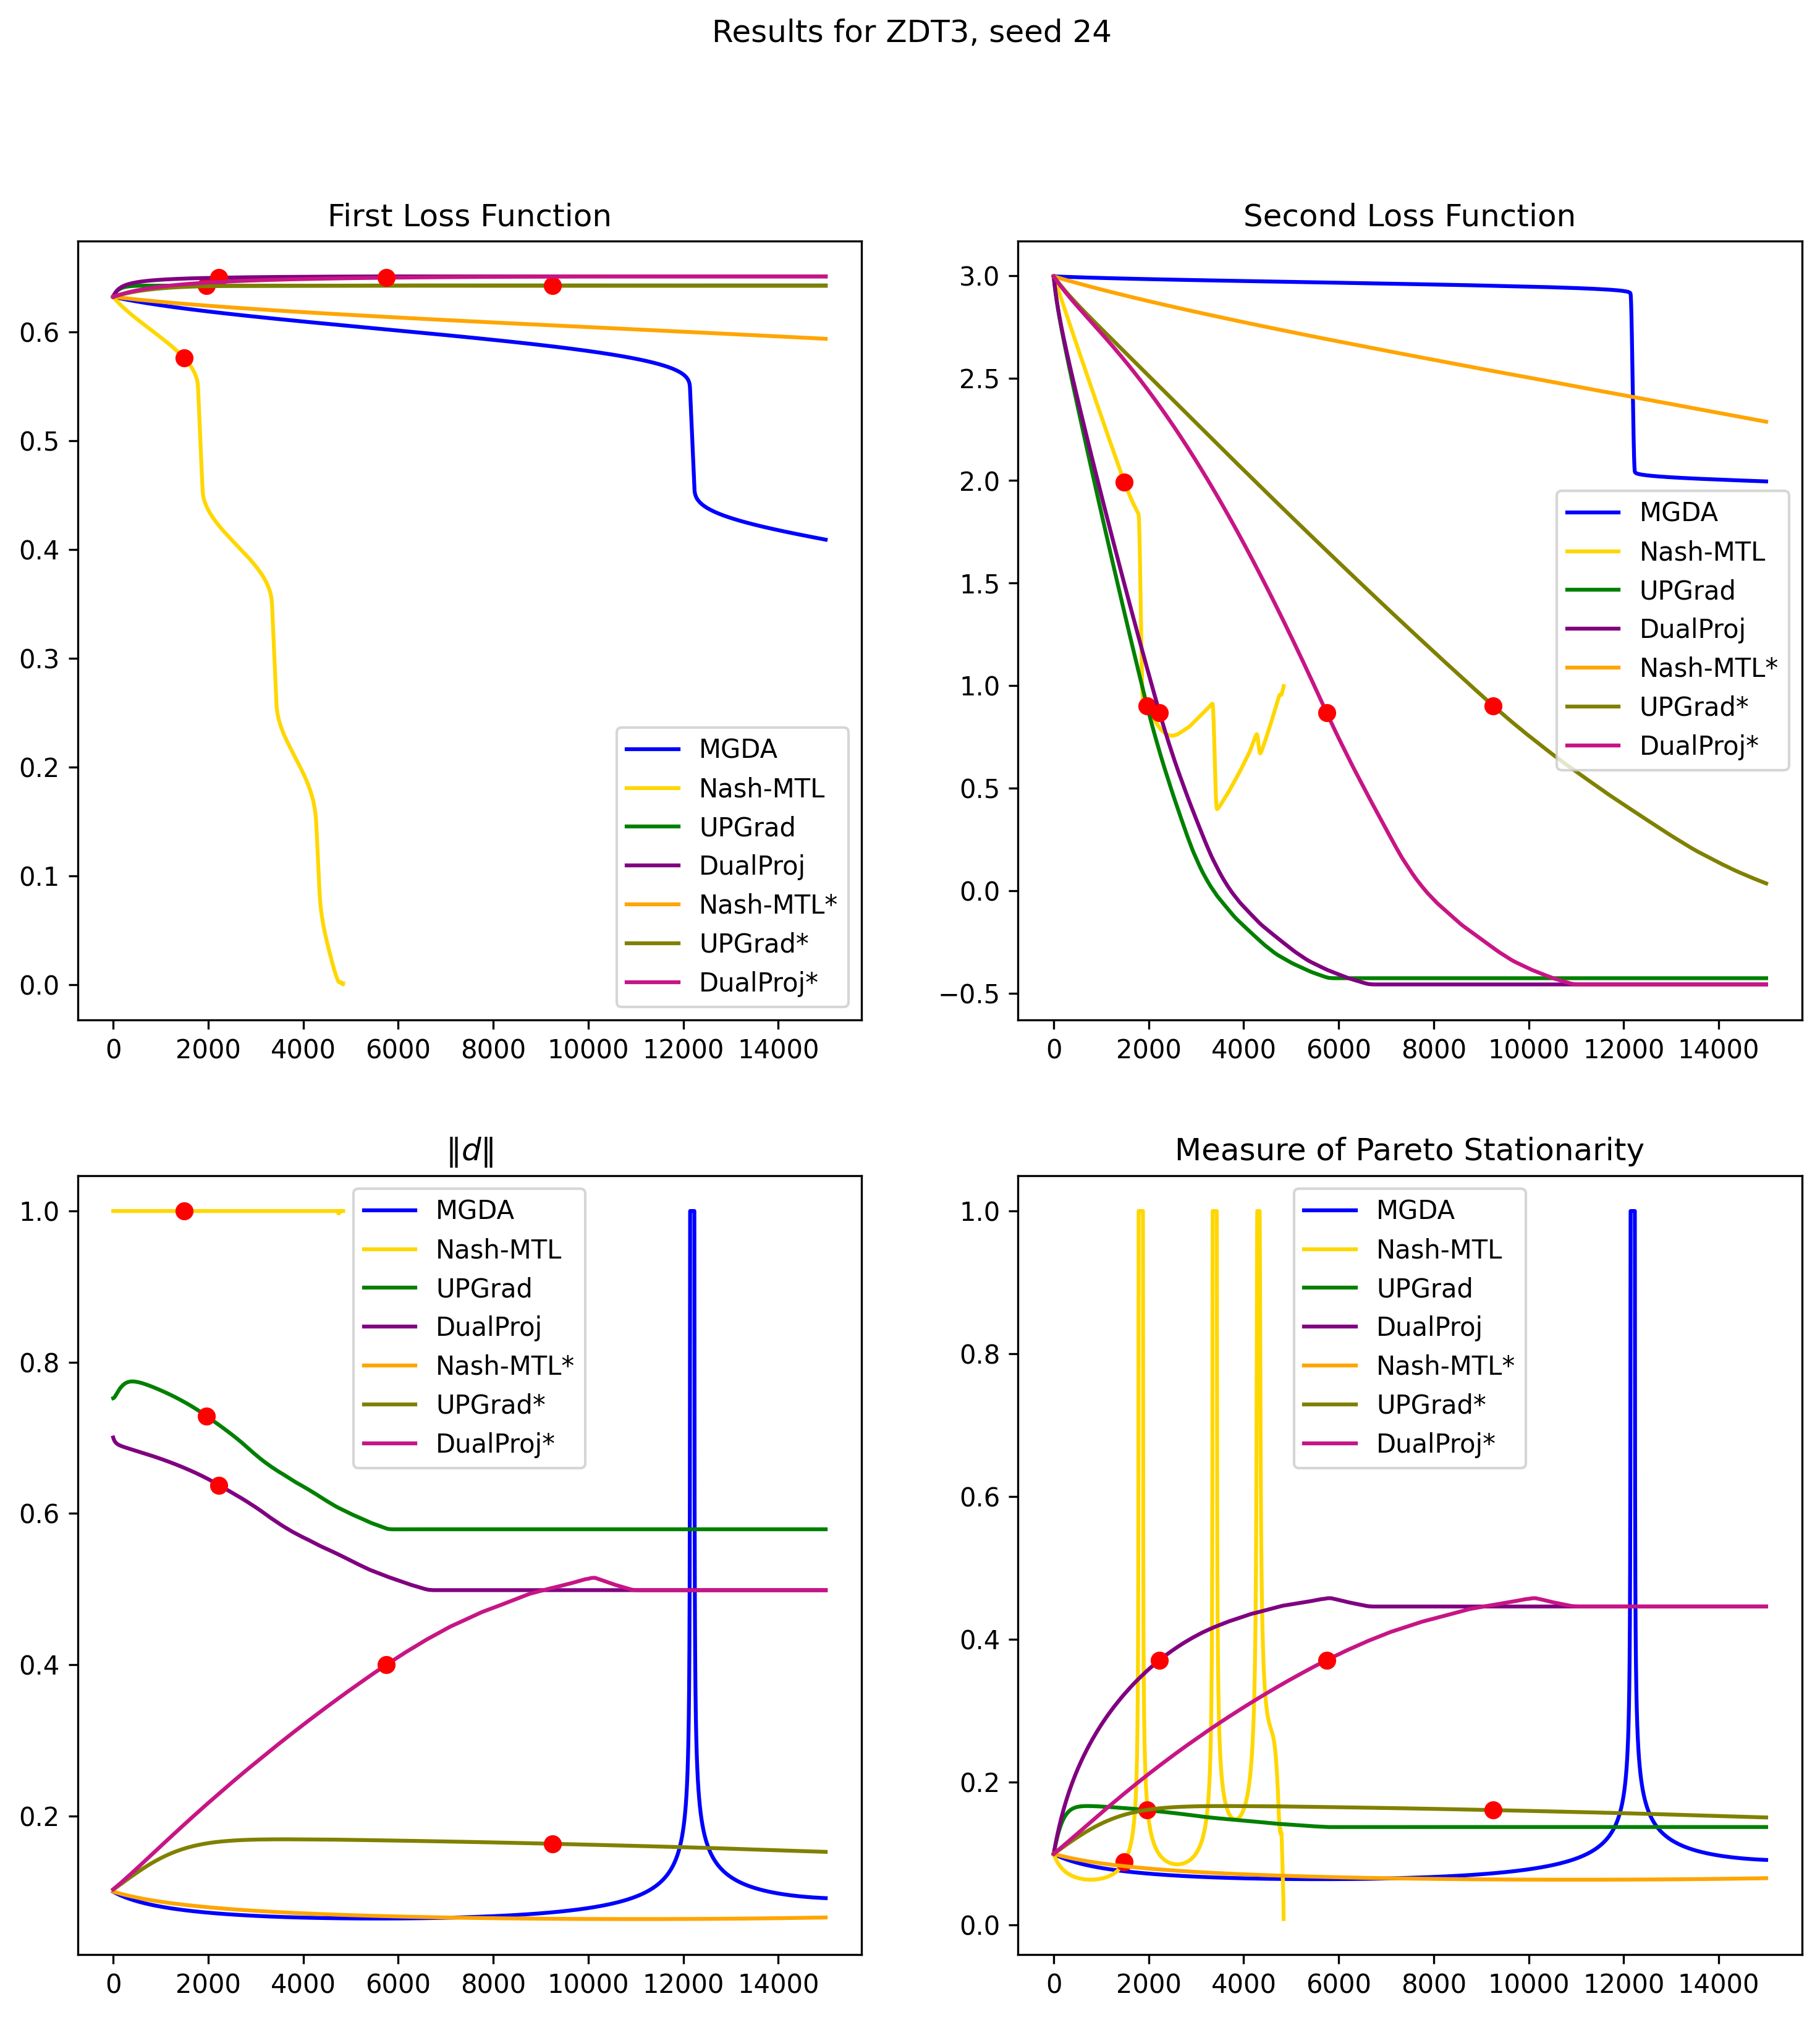 Results for ZDT3, seed 24
First Loss Function
0.6
0.5
0.4
0.3
0.2
0.1
0.0
0 2000 4000 6000 8000 10000 12000 14000
MGDA
Nash-MTL
UPGrad
DualProj
Nash-MTL*
UPGrad*
DualProj*
Second Loss Function
3.0
2.5
2.0
1.5
1.0
0.5
0.0
−0.5
0 2000 4000 6000 8000 10000 12000 14000
MGDA
Nash-MTL
UPGrad
DualProj
Nash-MTL*
UPGrad*
DualProj*
‖d‖
1.0
0.8
0.6
0.4
0.2
0 2000 4000 6000 8000 10000 12000 14000
MGDA
Nash-MTL
UPGrad
DualProj
Nash-MTL*
UPGrad*
DualProj*
Measure of Pareto Stationarity
1.0
0.8
0.6
0.4
0.2
0.0
0 2000 4000 6000 8000 10000 12000 14000
MGDA
Nash-MTL
UPGrad
DualProj
Nash-MTL*
UPGrad*
DualProj*